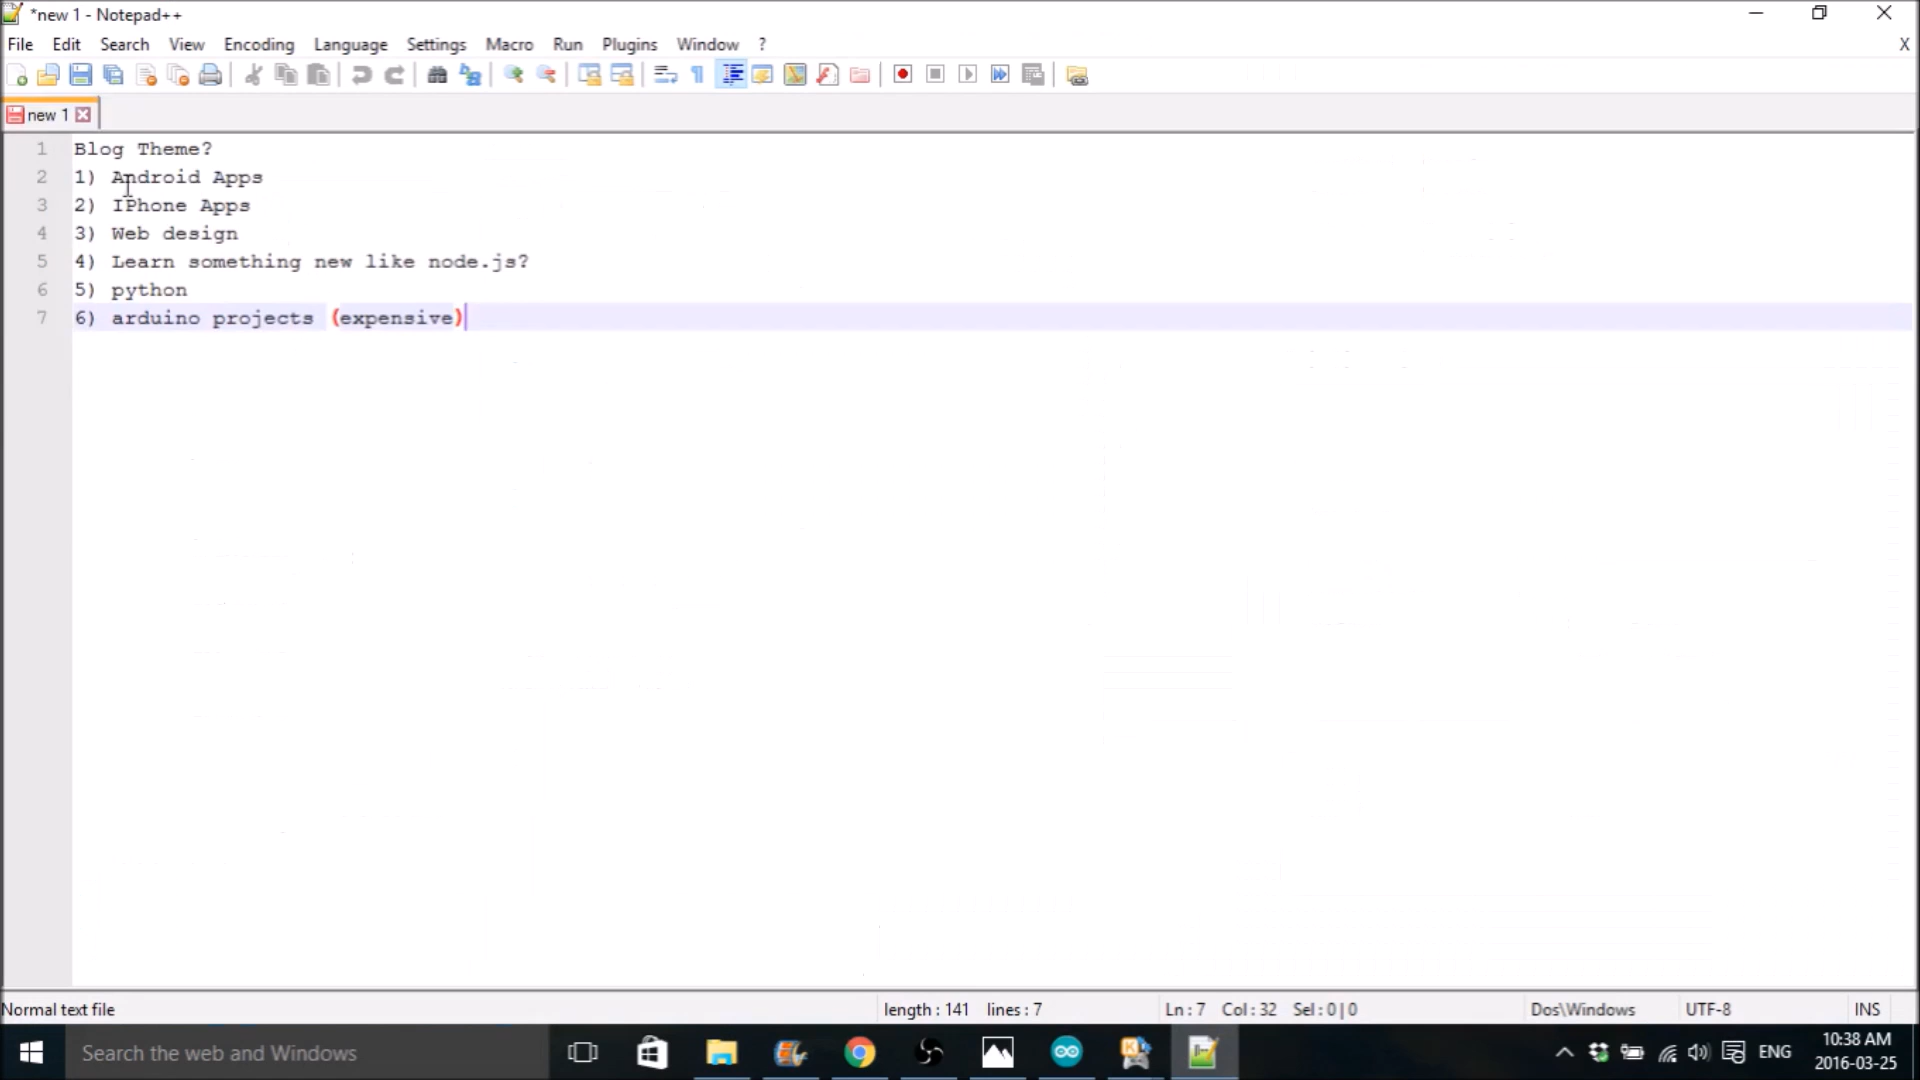 *new 1 - Notepad++
File Edit Search View Encoding Language Settings Macro Run Plugins Window ? X
new 1
1 Blog Theme?
2 1) Android Apps
3 2) IPhone Apps
4 3) Web design
5 4) Learn something new like node.js?
6 5) python
7 6) arduino projects (expensive)
Normal text file length : 141 lines : 7 Ln : 7 Col : 32 Sel : 0 | 0 Dos\Windows UTF-8 INS
Search the web and Windows ENG 10:38 AM
2016-03-25